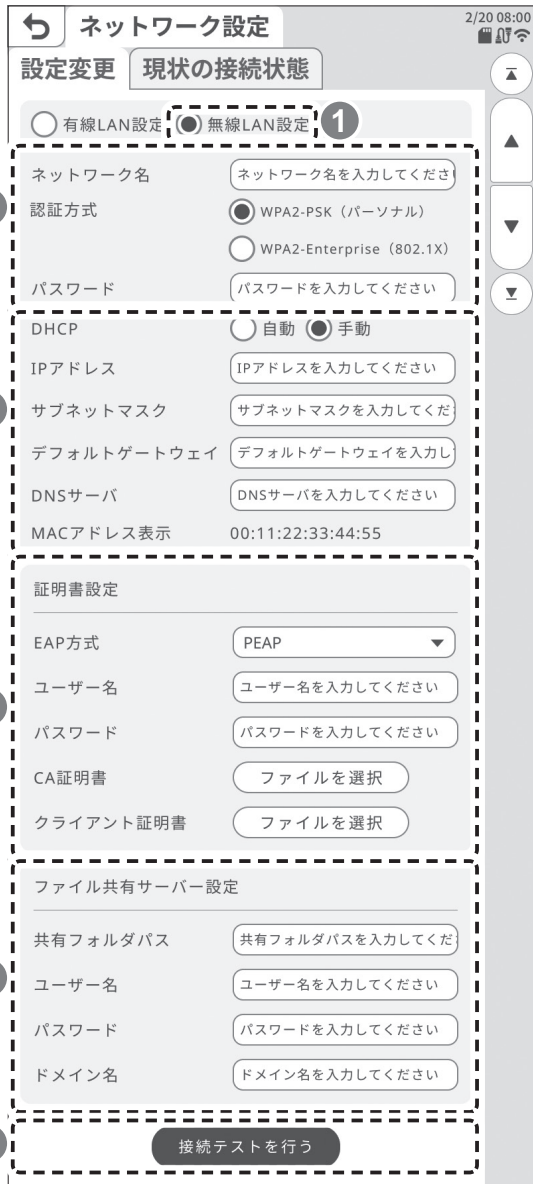 2/20 08:00
ネットワーク設定
設定変更 現状の接続状態
有線LAN設定 無線LAN設定 1
ネットワーク名 ネットワーク名を入力してくださ
認証方式 WPA2-PSK（パーソナル）
WPA2-Enterprise（802.1X）
パスワード パスワードを入力してください
DHCP 自動 手動
IPアドレス IPアドレスを入力してください
サブネットマスク サブネットマスクを入力してくだ
デフォルトゲートウェイ デフォルトゲートウェイを入力し
DNSサーバ DNSサーバを入力してください
MACアドレス表示 00:11:22:33:44:55
証明書設定
EAP方式 PEAP
ユーザー名 ユーザー名を入力してください
パスワード パスワードを入力してください
CA証明書 ファイルを選択
クライアント証明書 ファイルを選択
ファイル共有サーバー設定
共有フォルダパス 共有フォルダパスを入力してくだ
ユーザー名 ユーザー名を入力してください
パスワード パスワードを入力してください
ドメイン名 ドメイン名を入力してください
接続テストを行う